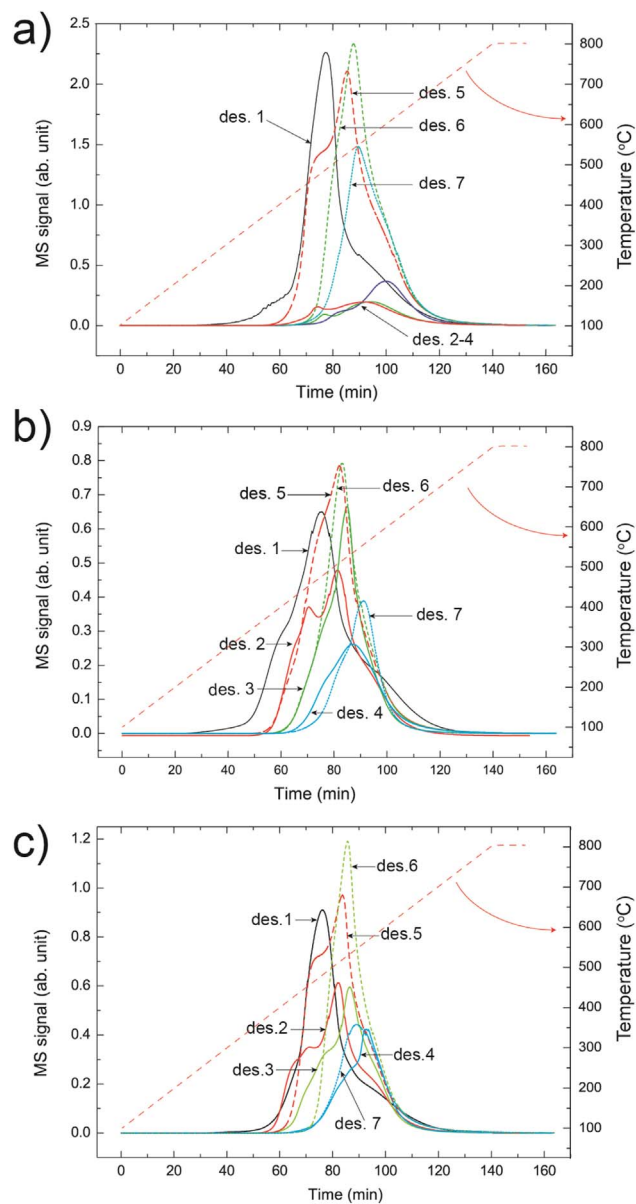 a)
2.5
2.0
1.5
1.0
0.5
0.0
MS signal (ab. unit)
800
700
600
500
400
300
200
100
Temperature (°C)
des. 1
des. 5
des. 6
des. 7
des. 2-4
0 20 40 60 80 100 120 140 160
Time (min)
b)
0.9
0.8
0.7
0.6
0.5
0.4
0.3
0.2
0.1
0.0
MS signal (ab. unit)
800
700
600
500
400
300
200
100
Temperature (°C)
des. 5
des. 6
des. 1
des. 7
des. 2
des. 3
des. 4
0 20 40 60 80 100 120 140 160
Time (min)
c)
1.2
1.0
0.8
0.6
0.4
0.2
0.0
MS signal (ab. unit)
800
700
600
500
400
300
200
100
Temperature (°C)
des.6
des.1
des.5
des.2
des.4
des.3
des. 7
0 20 40 60 80 100 120 140 160
Time (min)